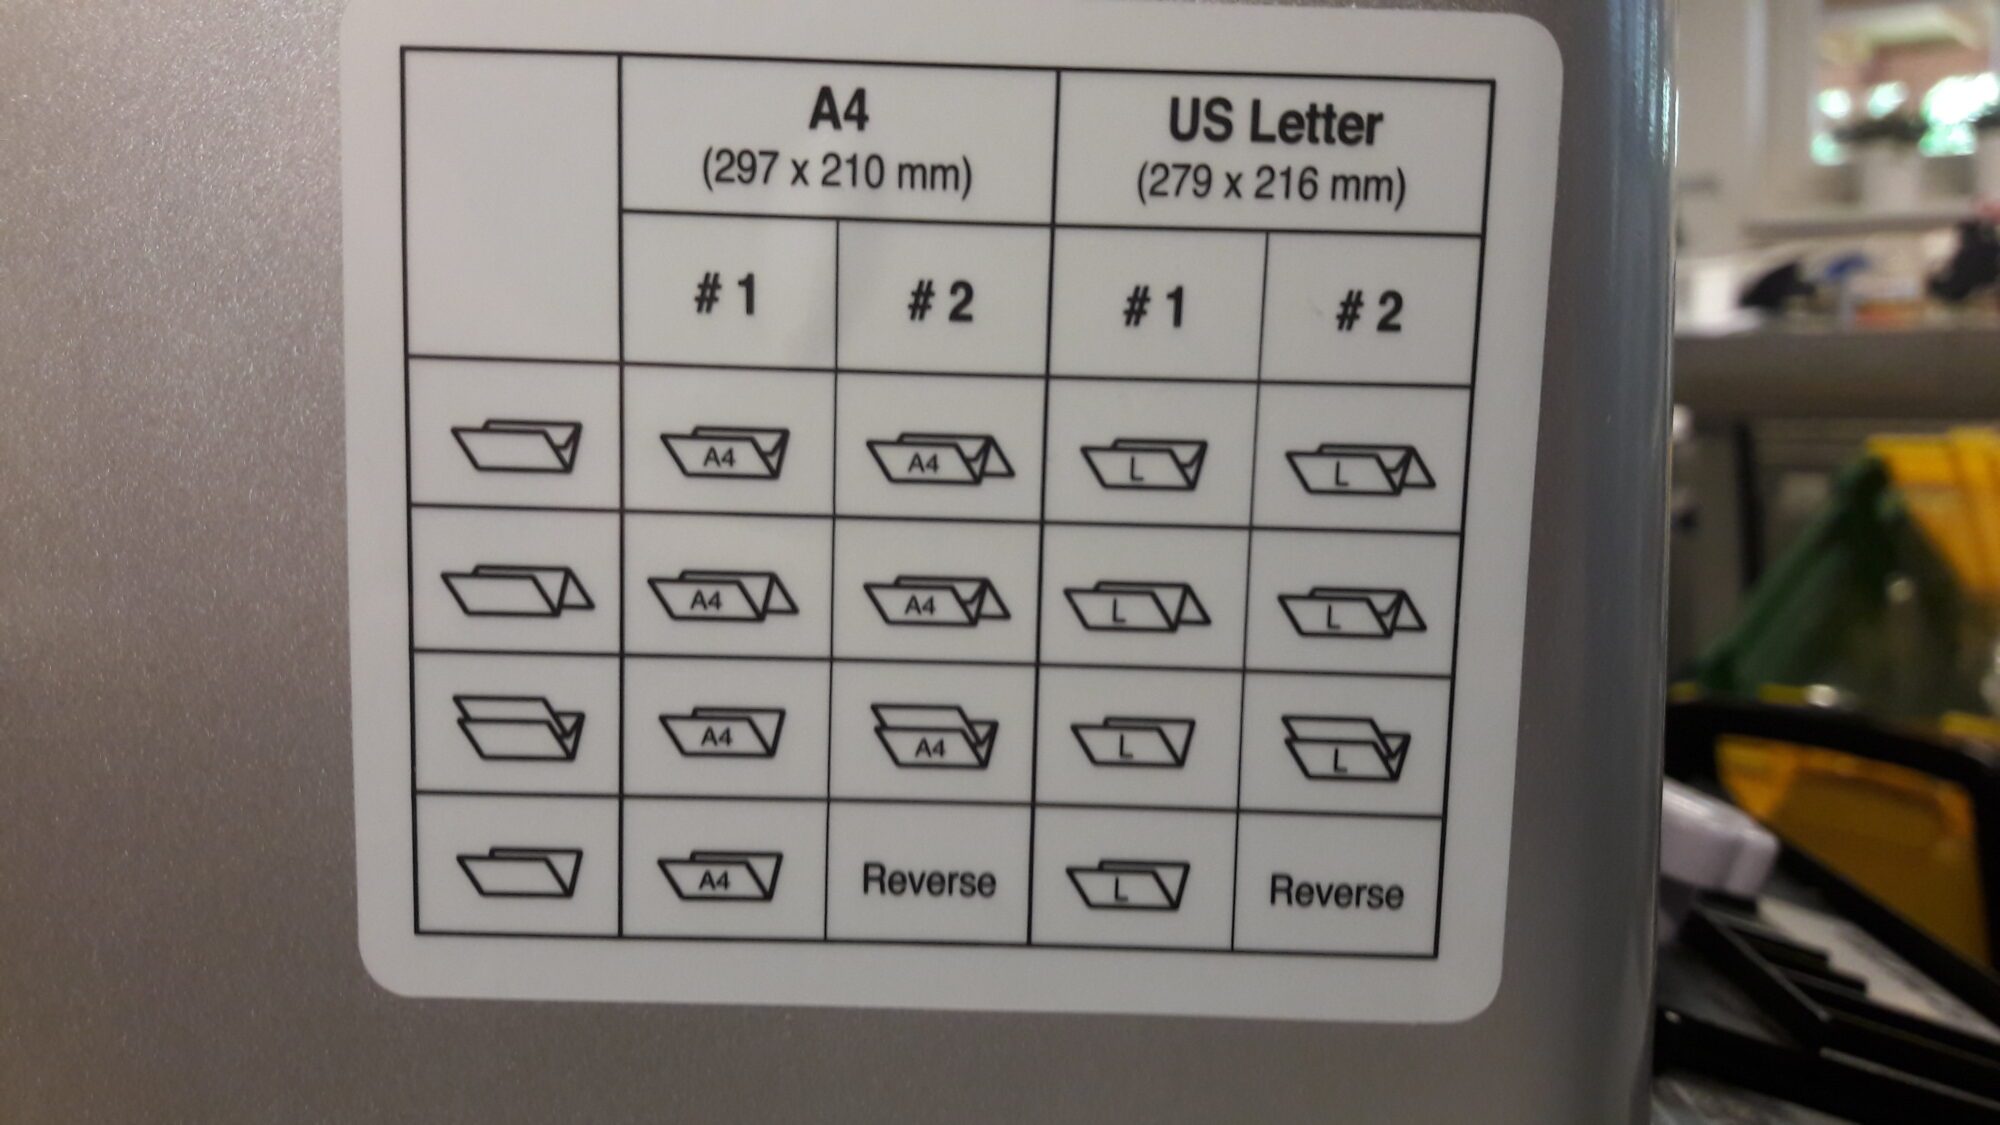 A4
(297 x 210 mm)
US Letter
(279 x 216 mm)
# 1
# 2
# 1
# 2
A4
A4
L
L
A4
A4
L
L
A4
A4
L
L
A4
Reverse
L
Reverse